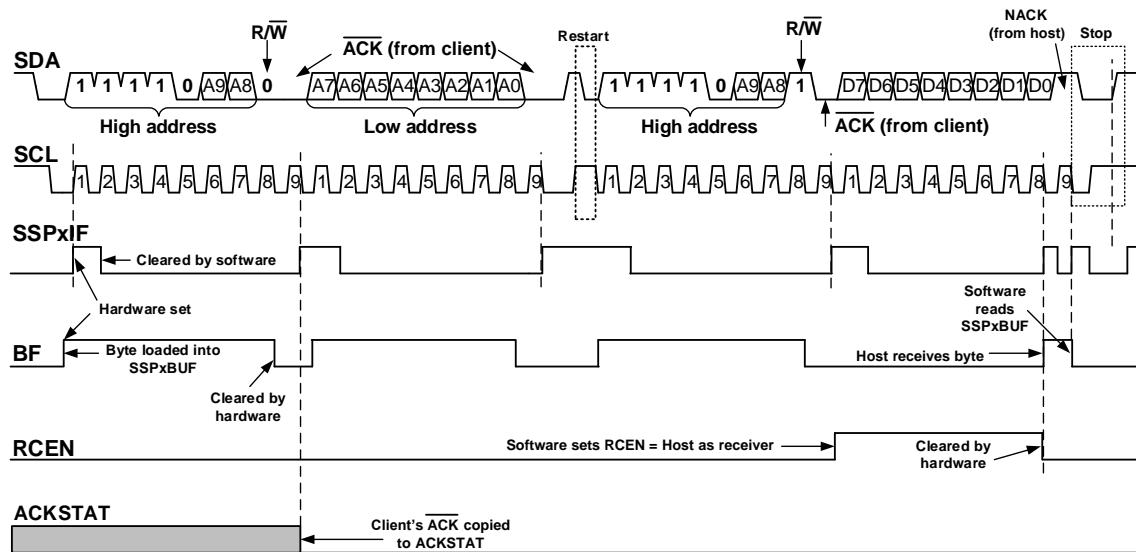 R/W
R/W
NACK
(from host)
Stop
ACK (from client)
Restart
SDA
1 1 1 1 0 A9 A8 0 A7 A6 A5 A4 A3 A2 A1 A0 1 1 1 1 0 A9 A8 1 D7 D6 D5 D4 D3 D2 D1 D0
High address
Low address
High address
ACK (from client)
SCL
1 2 3 4 5 6 7 8 9 1 2 3 4 5 6 7 8 9 1 2 3 4 5 6 7 8 9 1 2 3 4 5 6 7 8 9
SSPxIF
Cleared by software
Hardware set
Software
reads
SSPxBUF
BF
Byte loaded into
SSPxBUF
Host receives byte
Cleared by
hardware
RCEN
Software sets RCEN = Host as receiver
Cleared by
hardware
ACKSTAT
Client's ACK copied
to ACKSTAT